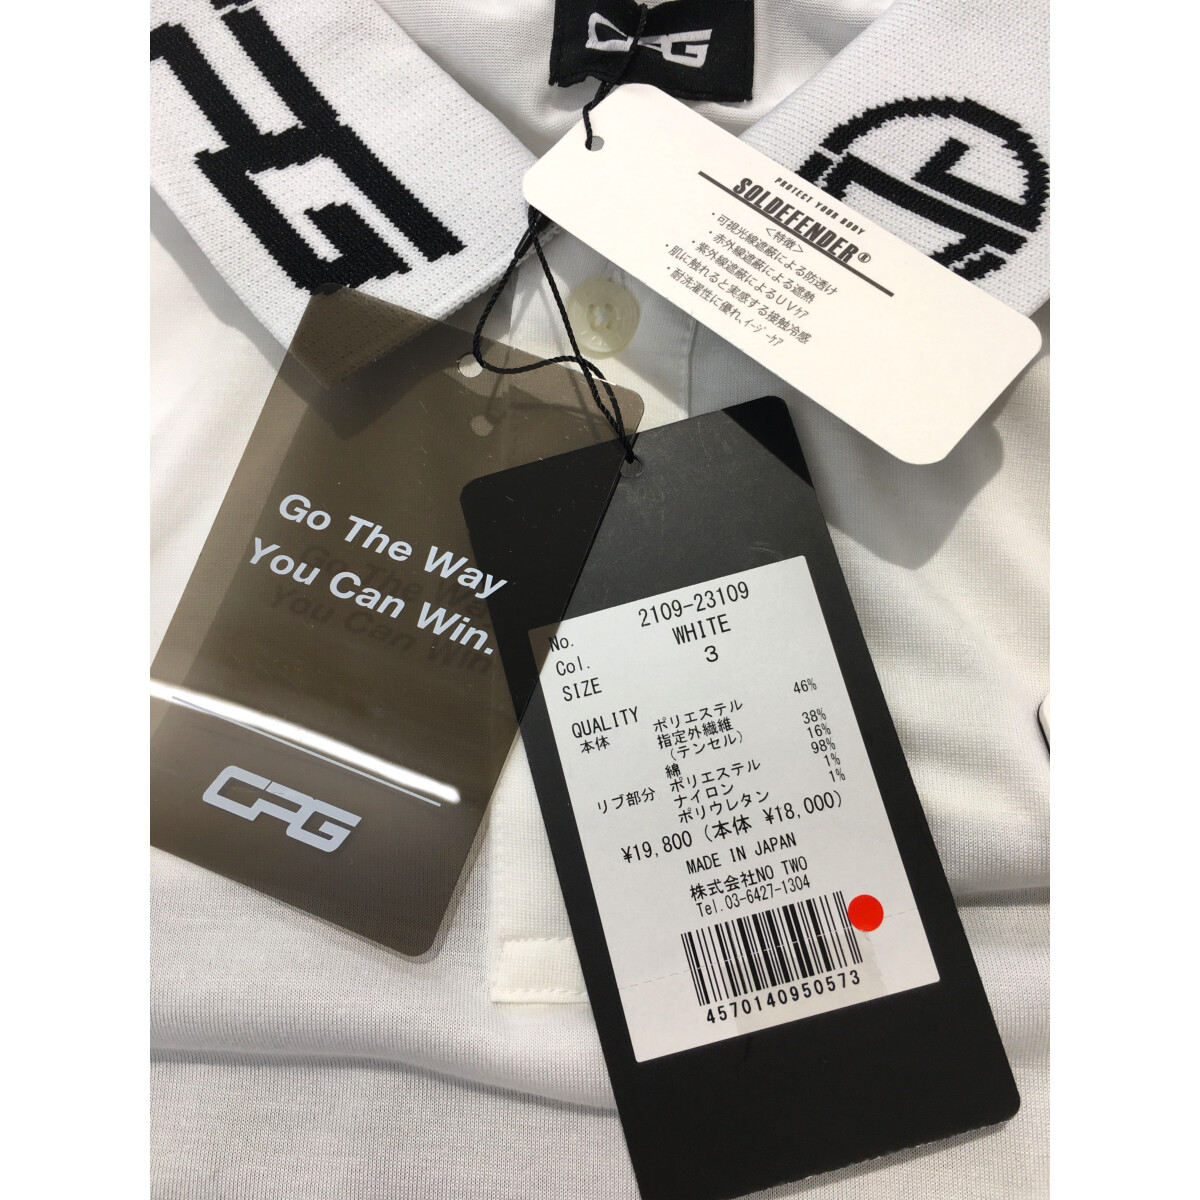 CPG
PROTECT YOUR BODY
SOLDEFENDER®
<特徴>
・可視光線遮蔽による防透け
・赤外線遮蔽による遮熱
・紫外線遮蔽によるUVケア
・肌に触れると実感する接触冷感
・耐洗濯性に優れ、イージーケア
Go The Way
You Can Win.
CPG
No. 2109-23109
Col. WHITE
SIZE 3
QUALITY
本体 ポリエステル 46%
指定外繊維 38%
(テンセル)
綿 16%
リブ部分 ポリエステル 98%
ナイロン 1%
ポリウレタン 1%
¥19,800 (本体 ¥18,000)
MADE IN JAPAN
株式会社NO TWO
Tel.03-6427-1304
4570140950573